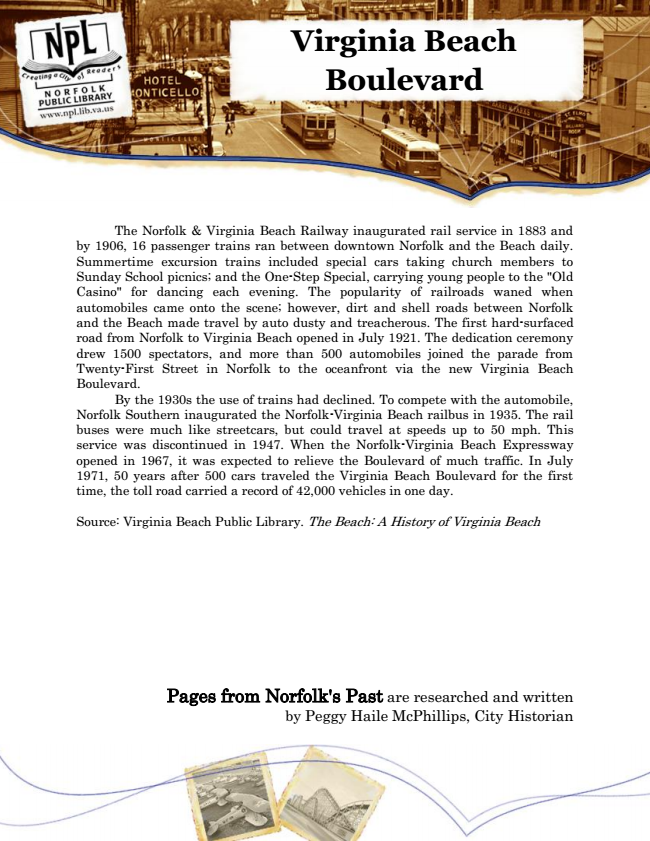 NPL
Creating a City of Readers
NORFOLK
PUBLIC LIBRARY
www.npl.lib.va.us
HOTEL
MONTICELLO
Virginia Beach
Boulevard
The Norfolk & Virginia Beach Railway inaugurated rail service in 1883 and
by 1906, 16 passenger trains ran between downtown Norfolk and the Beach daily.
Summertime excursion trains included special cars taking church members to
Sunday School picnics; and the One-Step Special, carrying young people to the "Old
Casino" for dancing each evening. The popularity of railroads waned when
automobiles came onto the scene; however, dirt and shell roads between Norfolk
and the Beach made travel by auto dusty and treacherous. The first hard-surfaced
road from Norfolk to Virginia Beach opened in July 1921. The dedication ceremony
drew 1500 spectators, and more than 500 automobiles joined the parade from
Twenty-First Street in Norfolk to the oceanfront via the new Virginia Beach
Boulevard.
By the 1930s the use of trains had declined. To compete with the automobile,
Norfolk Southern inaugurated the Norfolk-Virginia Beach railbus in 1935. The rail
buses were much like streetcars, but could travel at speeds up to 50 mph. This
service was discontinued in 1947. When the Norfolk-Virginia Beach Expressway
opened in 1967, it was expected to relieve the Boulevard of much traffic. In July
1971, 50 years after 500 cars traveled the Virginia Beach Boulevard for the first
time, the toll road carried a record of 42,000 vehicles in one day.
Source: Virginia Beach Public Library. The Beach: A History of Virginia Beach
Pages from Norfolk's Past are researched and written
by Peggy Haile McPhillips, City Historian